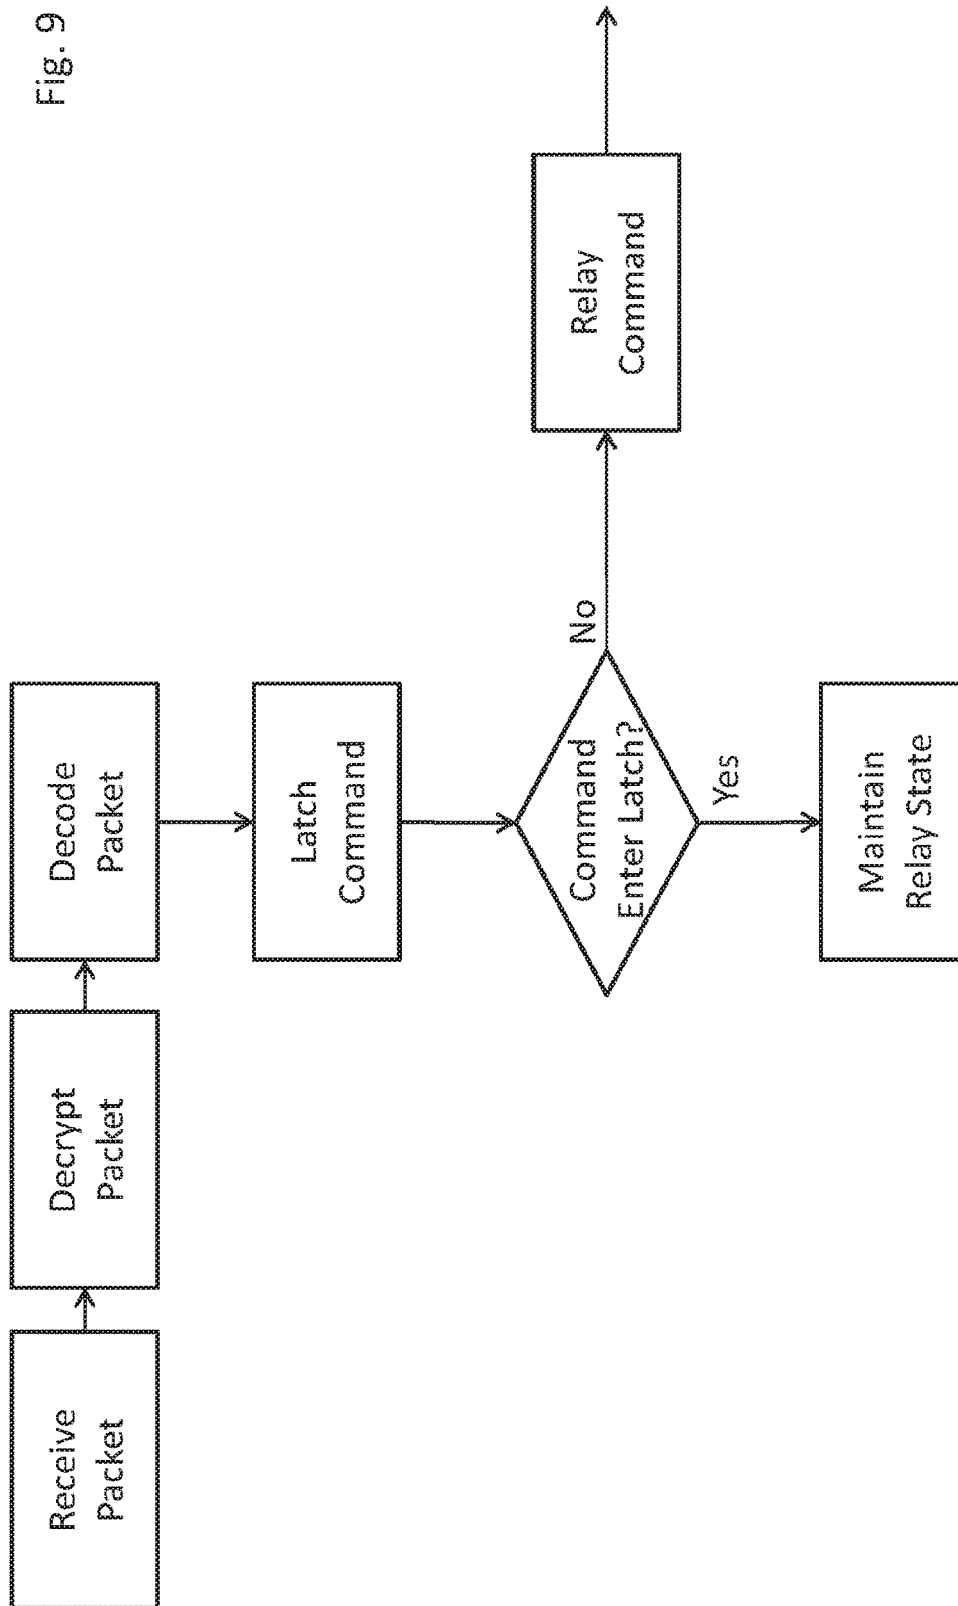 Fig. 9
Receive
Packet
Decrypt
Packet
Decode
Packet
Latch
Command
Command
Enter Latch?
No
Relay
Command
Yes
Maintain
Relay State